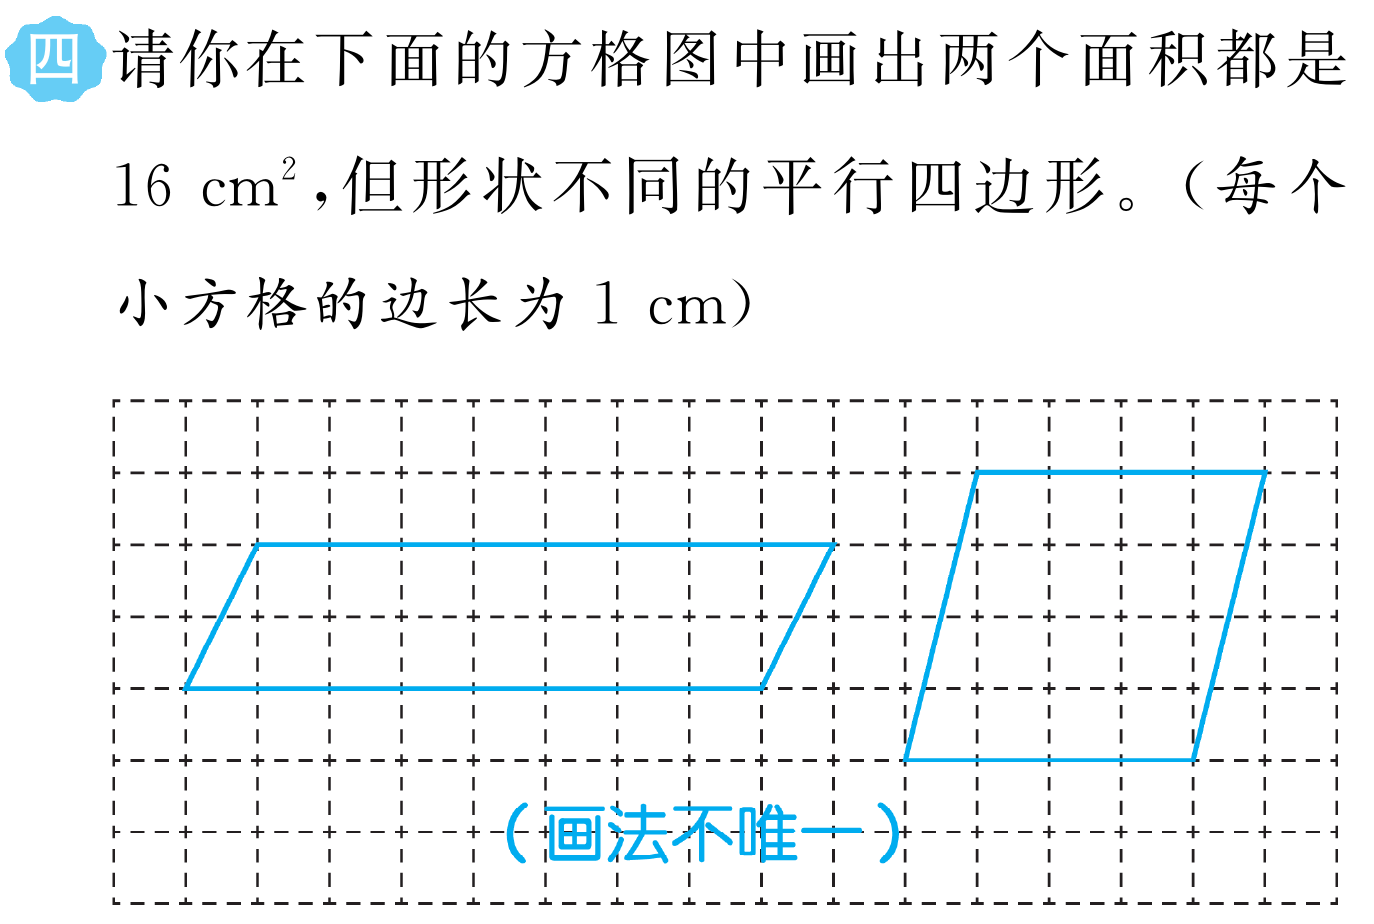 四 请你在下面的方格图中画出两个面积都是
16 cm²,但形状不同的平行四边形。(每个
小方格的边长为 1 cm)
(画法不唯一)